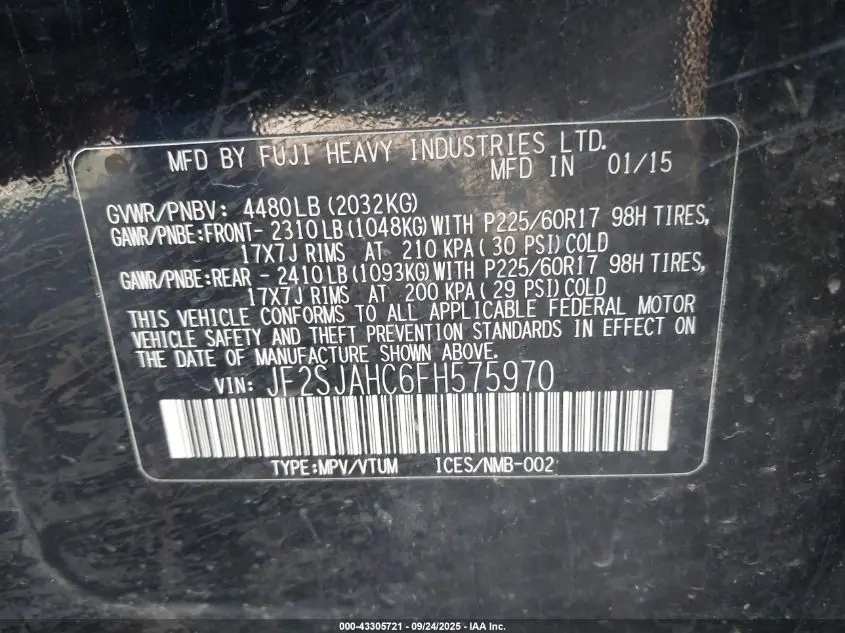 MFD BY FUJI HEAVY INDUSTRIES LTD.
MFD IN 01/15
GVWR/PNBV: 4480LB (2032KG)
GAWR/PNBE:FRONT- 2310LB (1048KG) WITH P225/60R17 98H TIRES,
17X7J RIMS AT 210 KPA ( 30 PSI) COLD
GAWR/PNBE:REAR - 2410LB (1093KG) WITH P225/60R17 98H TIRES,
17X7J RIMS AT 200 KPA ( 29 PSI) COLD
THIS VEHICLE CONFORMS TO ALL APPLICABLE FEDERAL MOTOR
VEHICLE SAFETY AND THEFT PREVENTION STANDARDS IN EFFECT ON
THE DATE OF MANUFACTURE SHOWN ABOVE.
VIN: JF2SJAHC6FH575970
TYPE:MPV/VTUM ICES/NMB-002
000-43305721 - 09/24/2025 - IAA Inc.